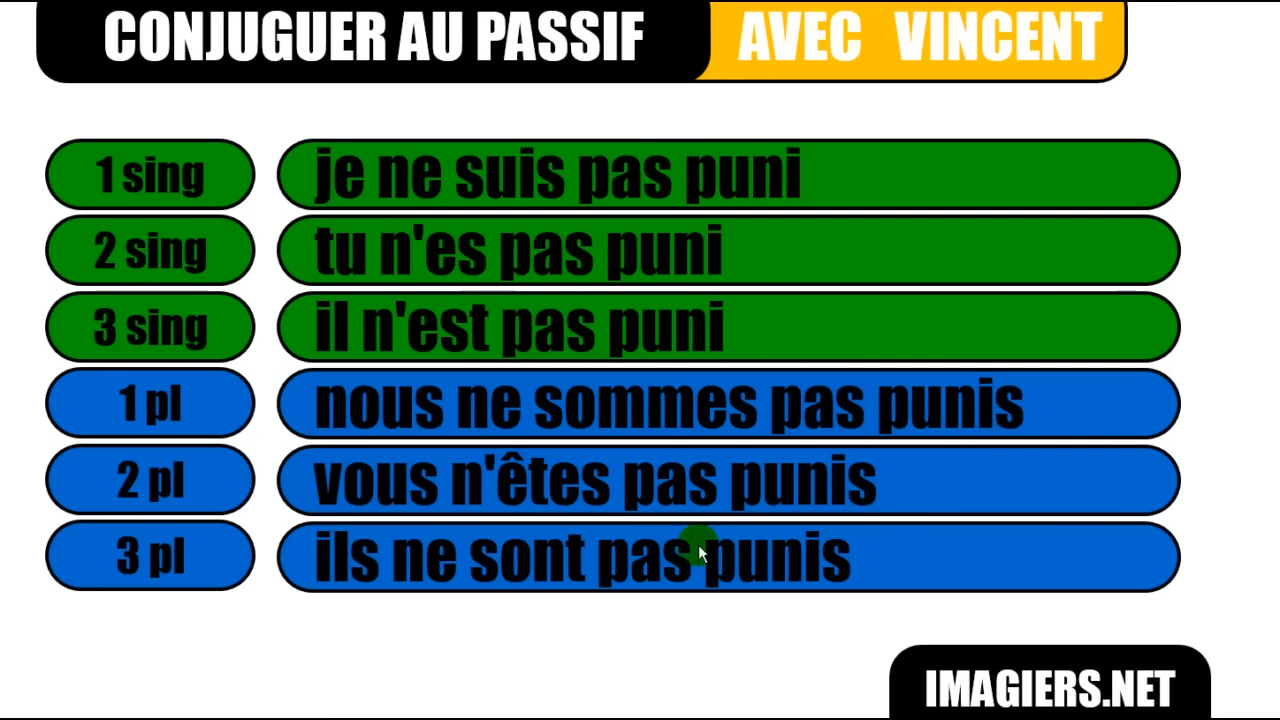 CONJUGUER AU PASSIF AVEC VINCENT
1 sing je ne suis pas puni
2 sing tu n'es pas puni
3 sing il n'est pas puni
1 pl nous ne sommes pas punis
2 pl vous n'êtes pas punis
3 pl ils ne sont pas punis
IMAGIERS.NET